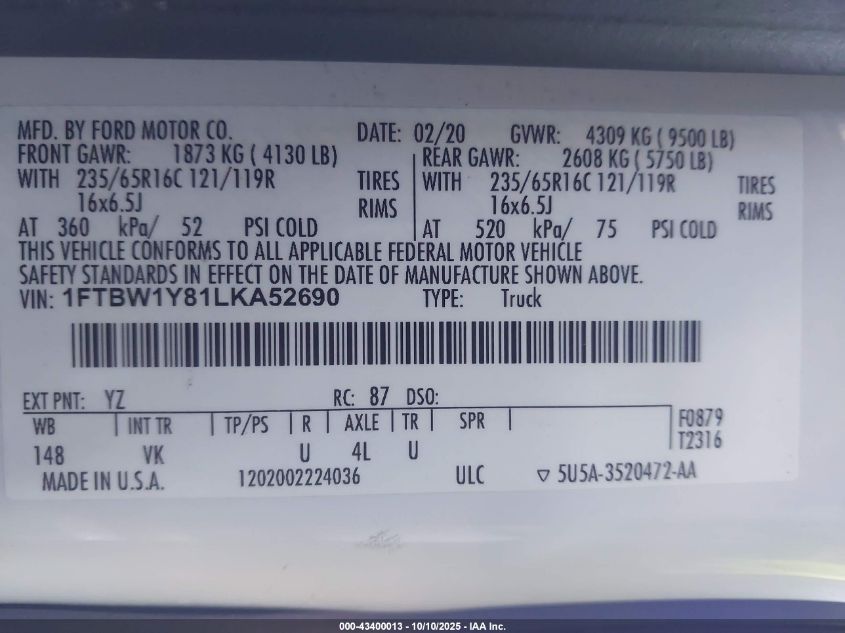 MFD. BY FORD MOTOR CO. DATE: 02/20 GVWR: 4309 KG ( 9500 LB)
FRONT GAWR: 1873 KG ( 4130 LB) REAR GAWR: 2608 KG ( 5750 LB)
WITH 235/65R16C 121/119R TIRES WITH 235/65R16C 121/119R TIRES
16x6.5J RIMS 16x6.5J RIMS
AT 360 kPa/ 52 PSI COLD AT 520 kPa/ 75 PSI COLD
THIS VEHICLE CONFORMS TO ALL APPLICABLE FEDERAL MOTOR VEHICLE
SAFETY STANDARDS IN EFFECT ON THE DATE OF MANUFACTURE SHOWN ABOVE.
VIN: 1FTBW1Y81LKA52690 TYPE: Truck
EXT PNT: YZ RC: 87 DSO:
WB INT TR TP/PS R AXLE TR SPR F0879
148 VK U 4L U T2316
MADE IN U.S.A. 1202002224036 ULC ▽ 5U5A-3520472-AA
000-43400013 - 10/10/2025 - IAA Inc.